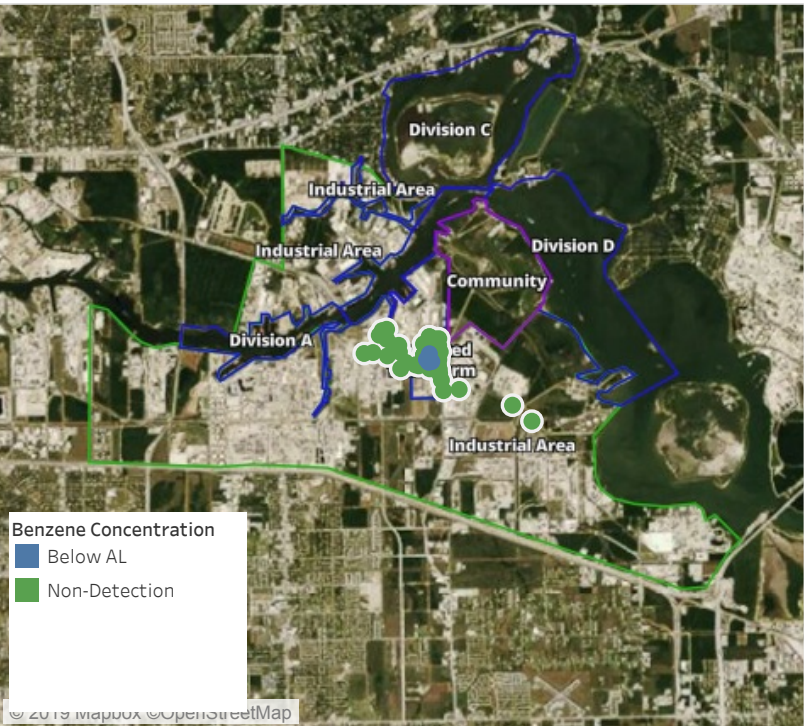 Division C
Industrial Area
Division D
Industrial Area
Community
Division A
Industrial Area
Benzene Concentration
Below AL
Non-Detection
© 2019 Mapbox ©OpenStreetMap